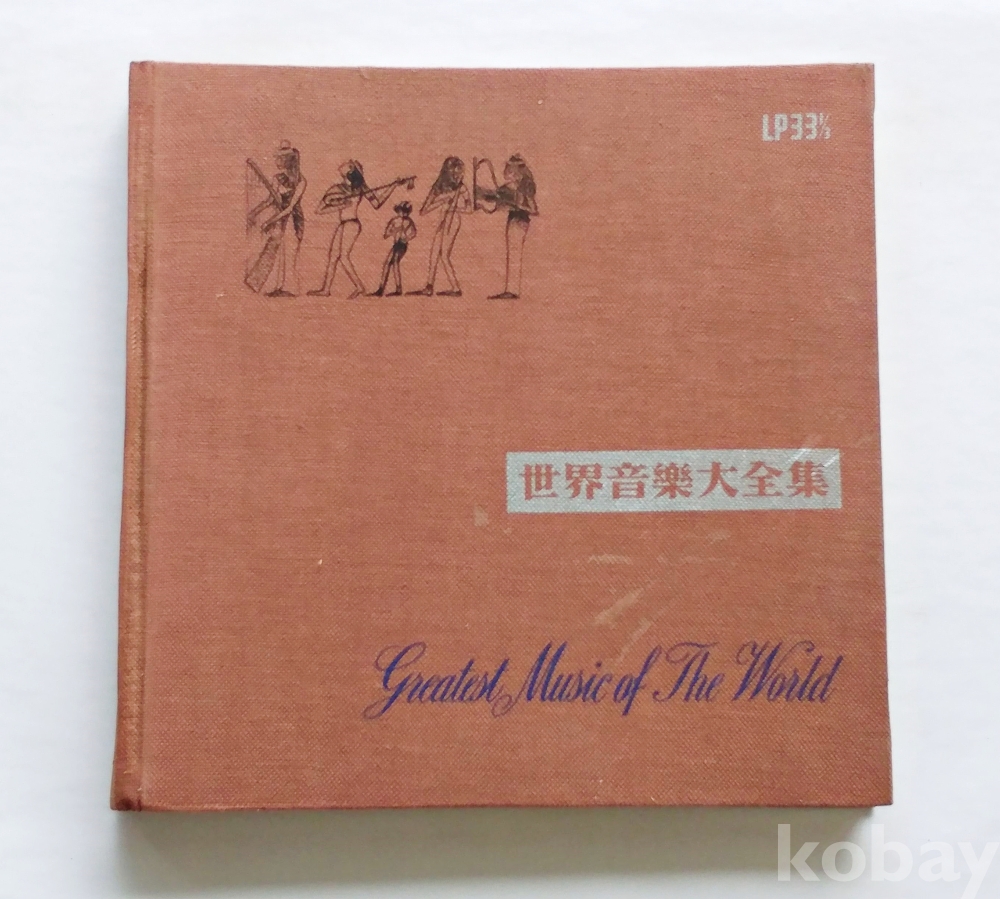 LP33⅓
世界音樂大全集
Greatest Music of The World
kobay